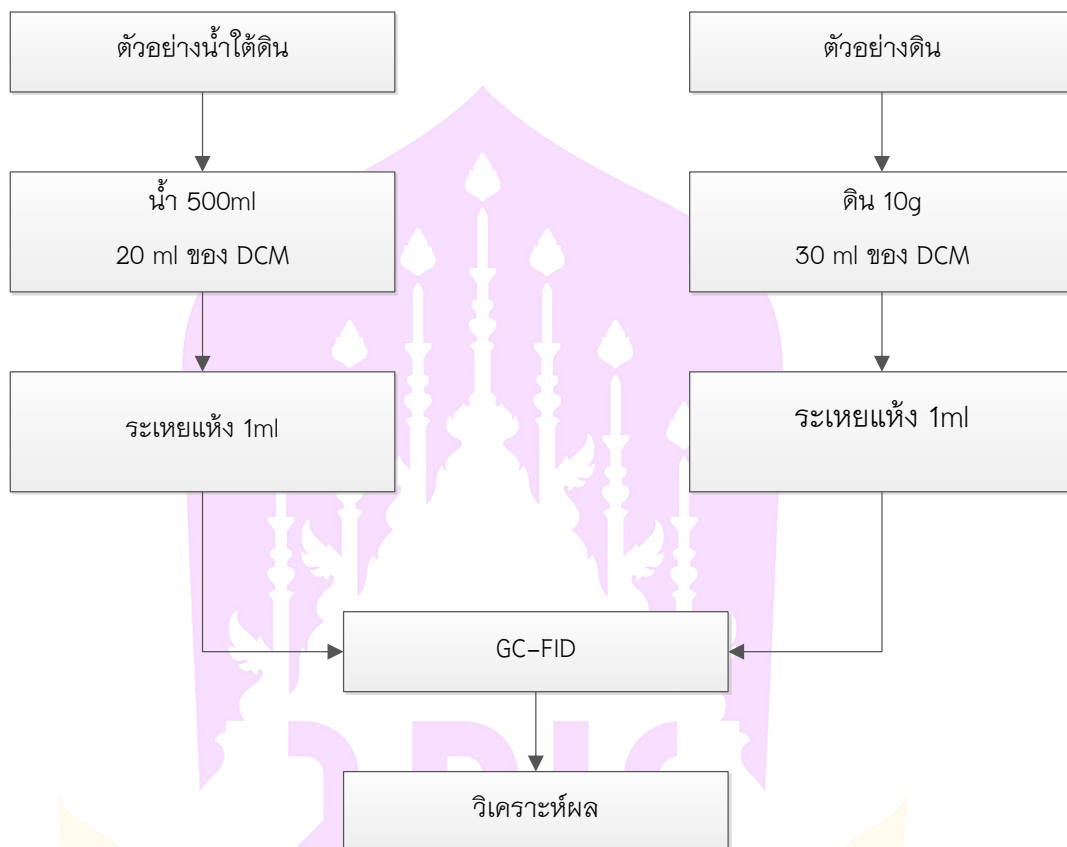 ตัวอย่างน้ำใต้ดิน
ตัวอย่างดิน
น้ำ 500ml
20 ml ของ DCM
ดิน 10g
30 ml ของ DCM
ระเหยแห้ง 1ml
ระเหยแห้ง 1ml
GC-FID
วิเคราะห์ผล